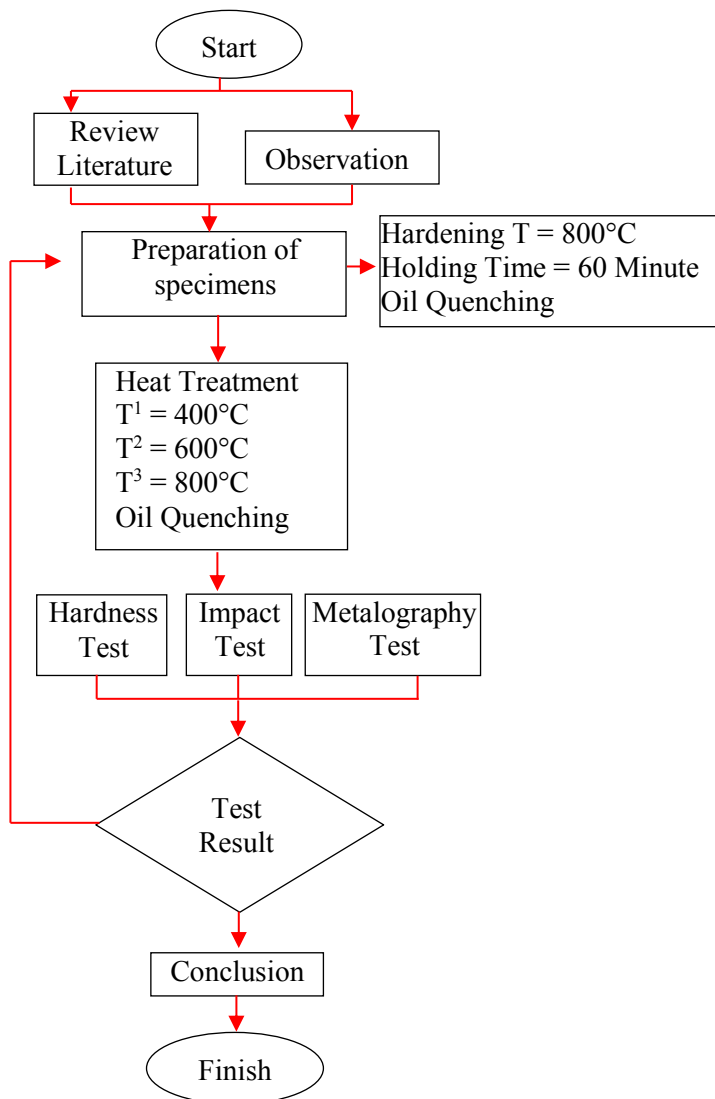 Start
Review
Literature
Observation
Preparation of
specimens
Hardening T = 800°C
Holding Time = 60 Minute
Oil Quenching
Heat Treatment
T¹ = 400°C
T² = 600°C
T³ = 800°C
Oil Quenching
Hardness
Test
Impact
Test
Metalography
Test
Test
Result
Conclusion
Finish